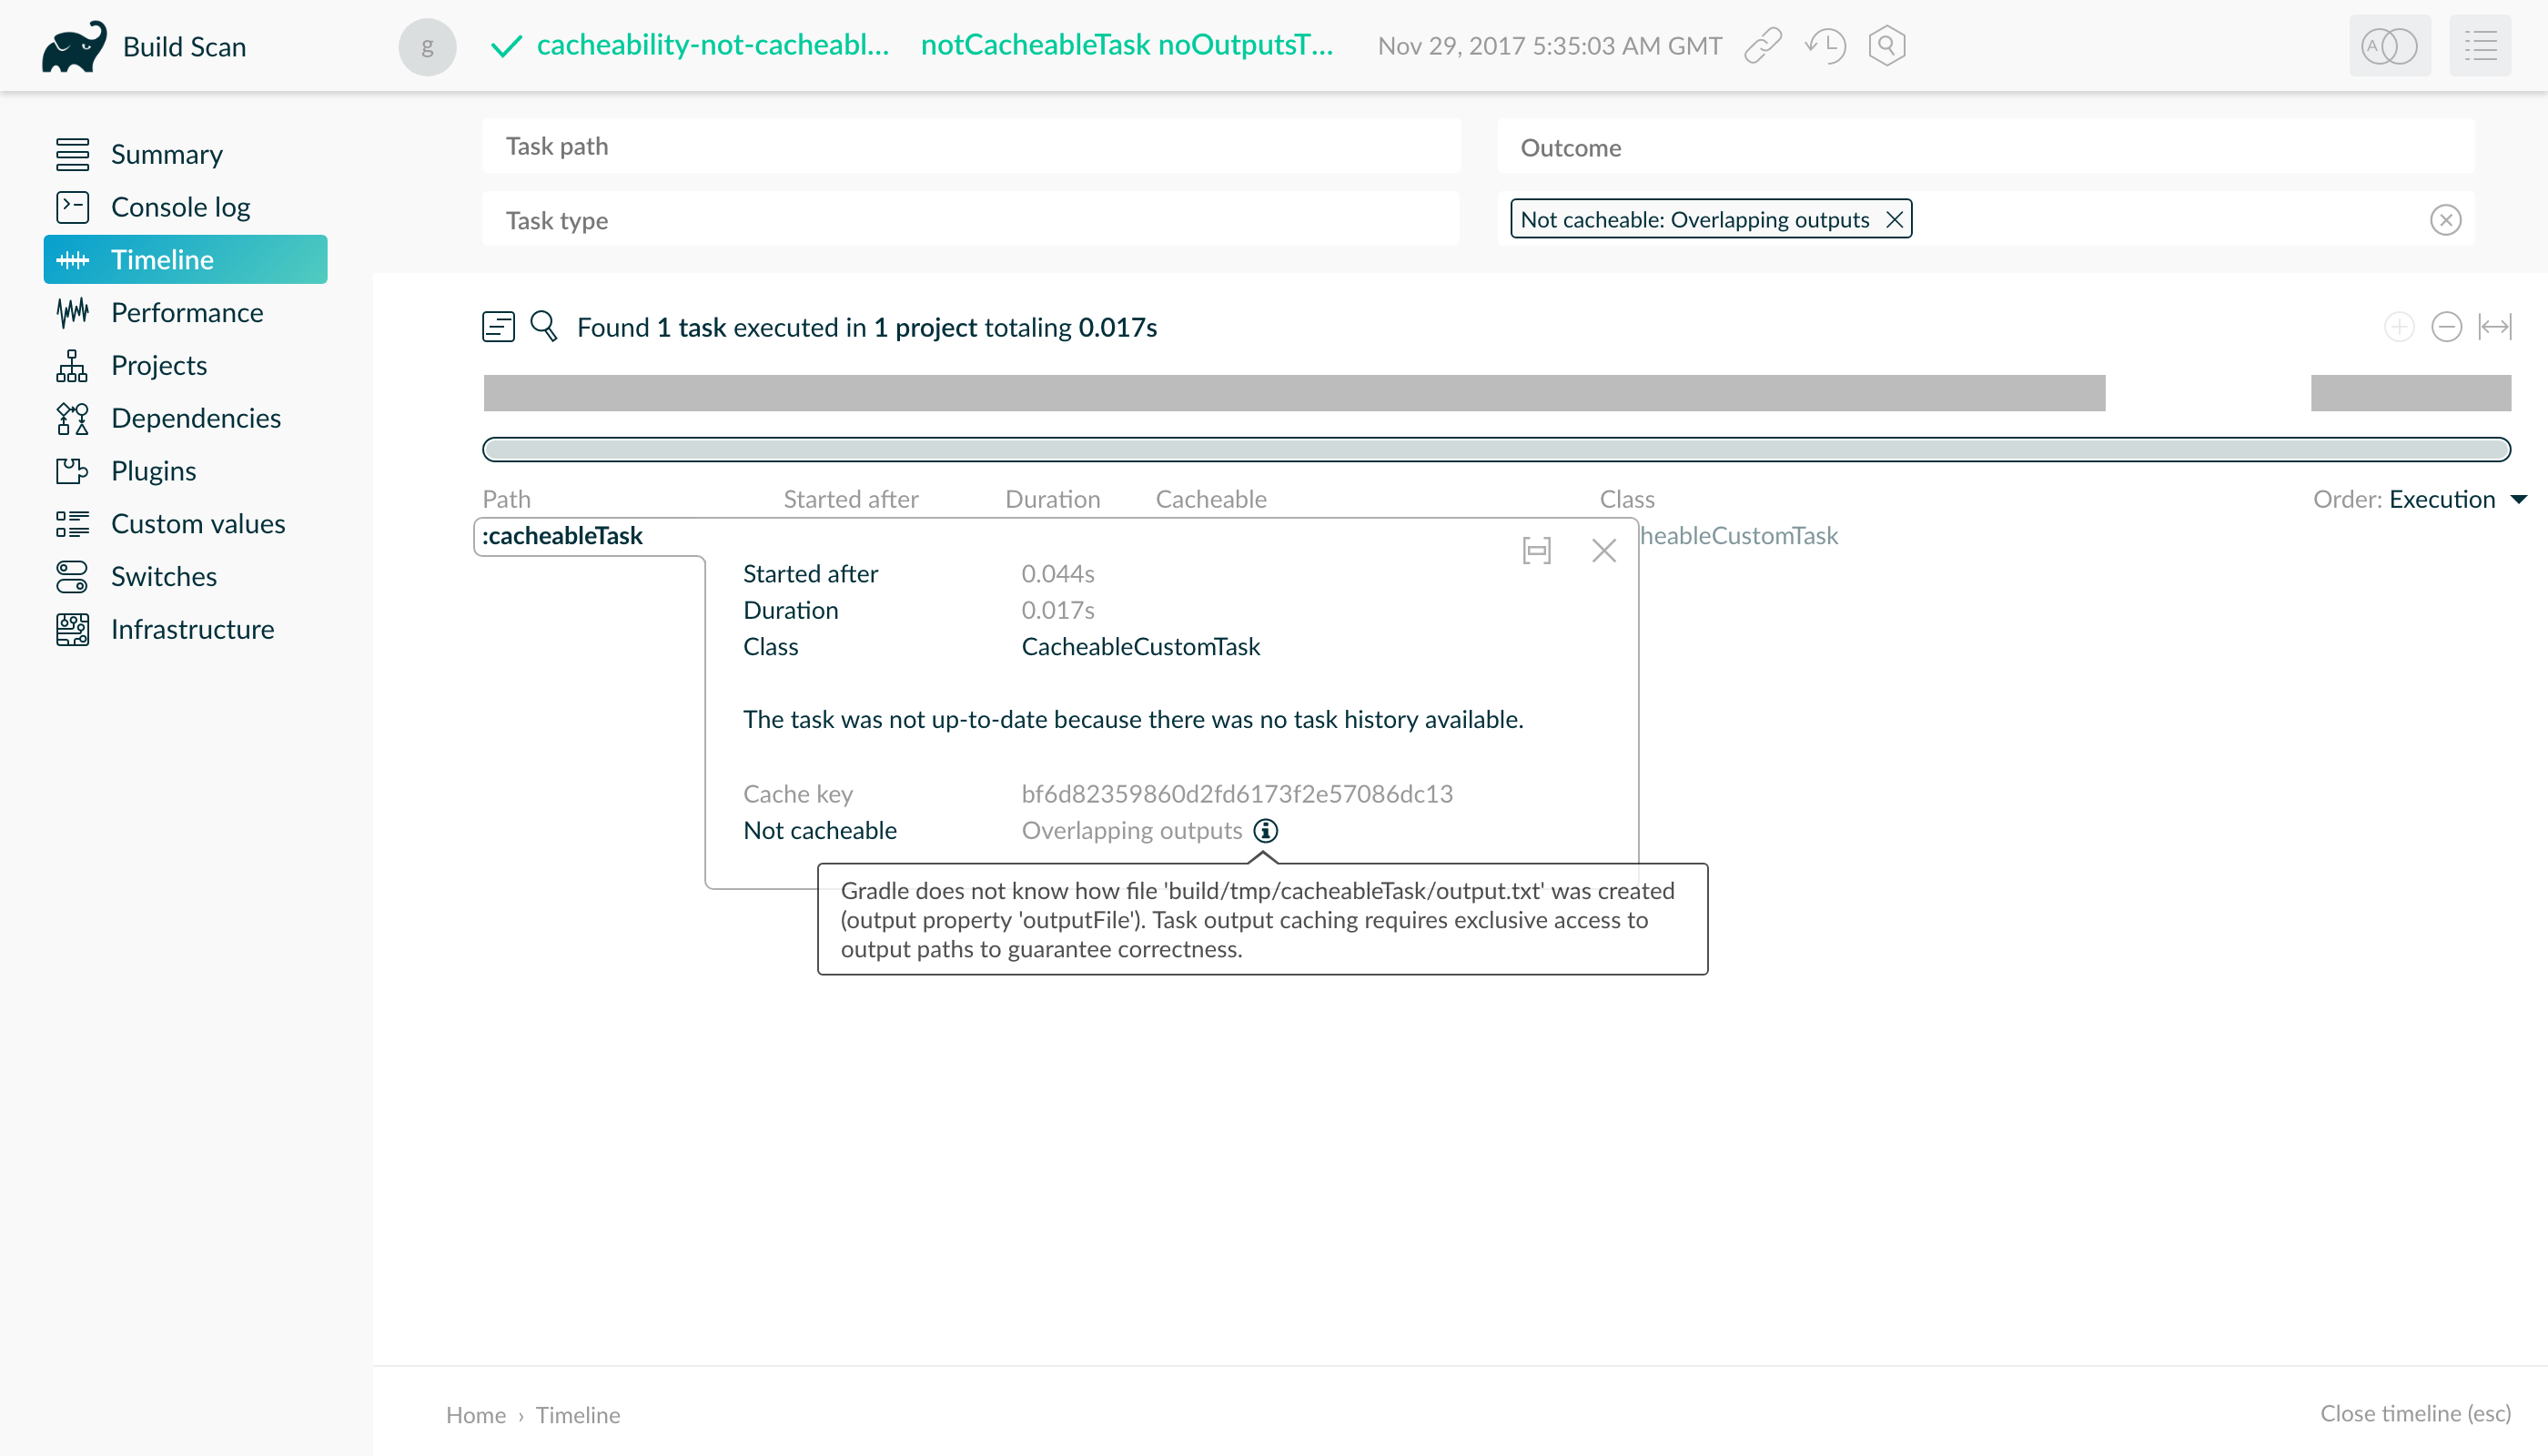 Build Scan
g
cacheability-not-cacheabl...
notCacheableTask noOutputsT...
Nov 29, 2017 5:35:03 AM GMT
A
Summary
Console log
Timeline
Performance
Projects
Dependencies
Plugins
Custom values
Switches
Infrastructure
Task path
Outcome
Task type
Not cacheable: Overlapping outputs
Found 1 task executed in 1 project totaling 0.017s
Path Started after Duration Cacheable Class Order: Execution
:cacheableTask
heableCustomTask
Started after 0.044s
Duration 0.017s
Class CacheableCustomTask
The task was not up-to-date because there was no task history available.
Cache key bf6d82359860d2fd6173f2e57086dc13
Not cacheable Overlapping outputs
Gradle does not know how file 'build/tmp/cacheableTask/output.txt' was created
(output property 'outputFile'). Task output caching requires exclusive access to
output paths to guarantee correctness.
Home › Timeline
Close timeline (esc)